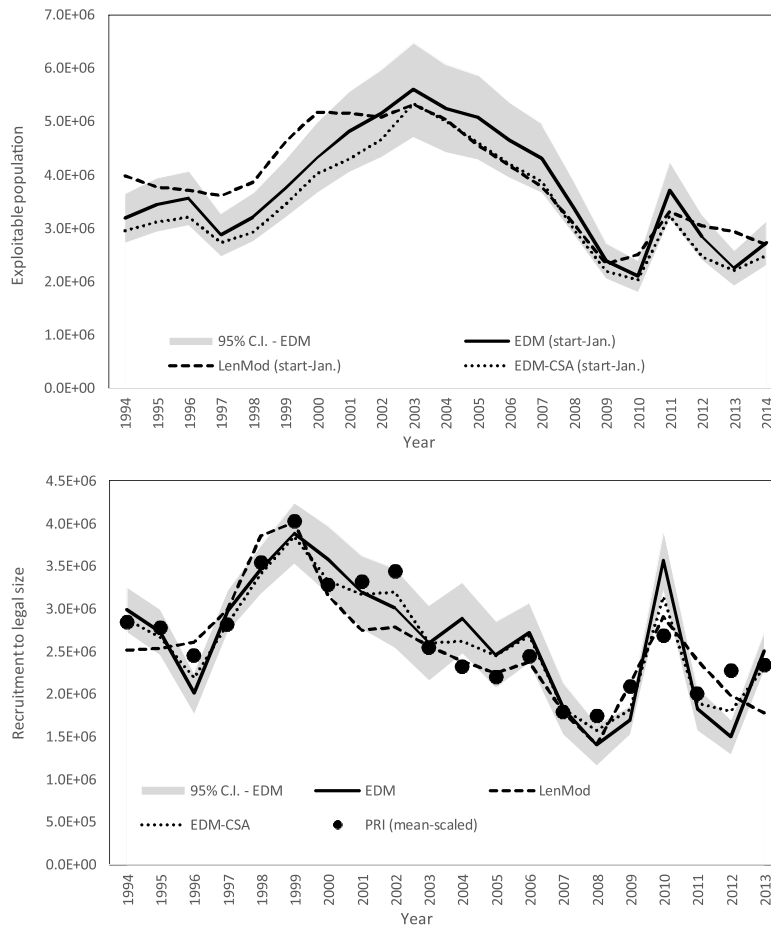 7.0E+06
6.0E+06
5.0E+06
4.0E+06
3.0E+06
2.0E+06
1.0E+06
0.0E+00
Exploitable population
95% C.I. - EDM
EDM (start-Jan.)
LenMod (start-Jan.)
EDM-CSA (start-Jan.)
1994 1995 1996 1997 1998 1999 2000 2001 2002 2003 2004 2005 2006 2007 2008 2009 2010 2011 2012 2013 2014
Year
4.5E+06
4.0E+06
3.5E+06
3.0E+06
2.5E+06
2.0E+06
1.5E+06
1.0E+06
5.0E+05
0.0E+00
Recruitment to legal size
95% C.I. - EDM
EDM
LenMod
EDM-CSA
PRI (mean-scaled)
1994 1995 1996 1997 1998 1999 2000 2001 2002 2003 2004 2005 2006 2007 2008 2009 2010 2011 2012 2013
Year